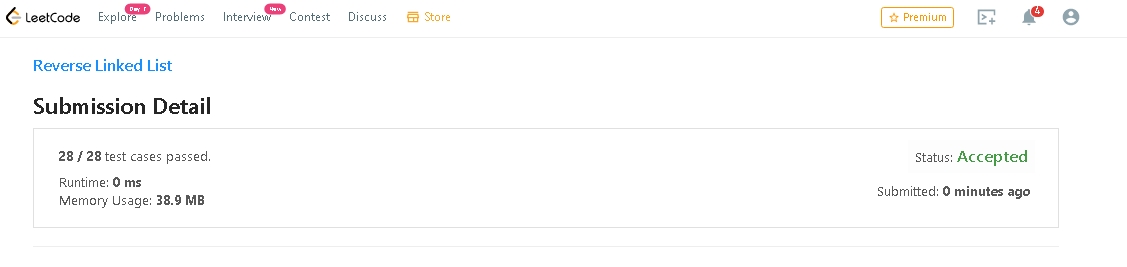 LeetCode Explore Day 7 Problems Interview New Contest Discuss Store Premium 4
Reverse Linked List
Submission Detail
28 / 28 test cases passed. Status: Accepted
Runtime: 0 ms
Submitted: 0 minutes ago
Memory Usage: 38.9 MB